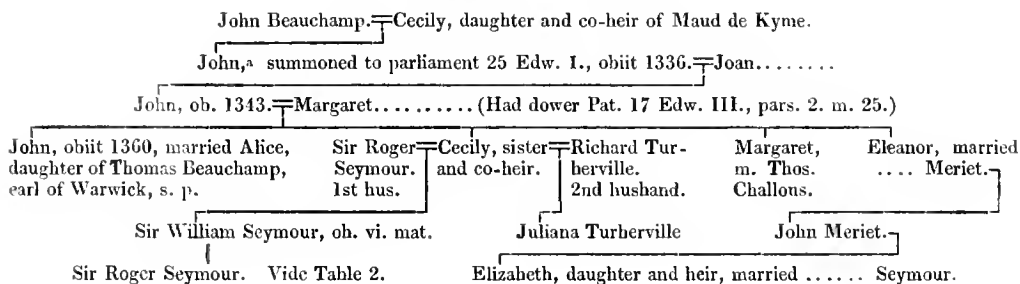 John Beauchamp.=Cecily, daughter and co-heir of Maud de Kyme.
John,ᵃ summoned to parliament 25 Edw. I., obiit 1336.=Joan........
John, ob. 1343.=Margaret.......... (Had dower Pat. 17 Edw. III., pars. 2. m. 25.)
John, obiit 1360, married Alice,
daughter of Thomas Beauchamp,
earl of Warwick, s. p.
Sir Roger
Seymour.
1st hus.
=Cecily, sister=
and co-heir.
Richard Tur-
berville.
2nd husband.
Margaret,
m. Thos.
Challons.
Eleanor, married
.... Meriet.
Sir William Seymour, ob. vi. mat.
Juliana Turberville
John Meriet.
Sir Roger Seymour. Vide Table 2.
Elizabeth, daughter and heir, married ...... Seymour.